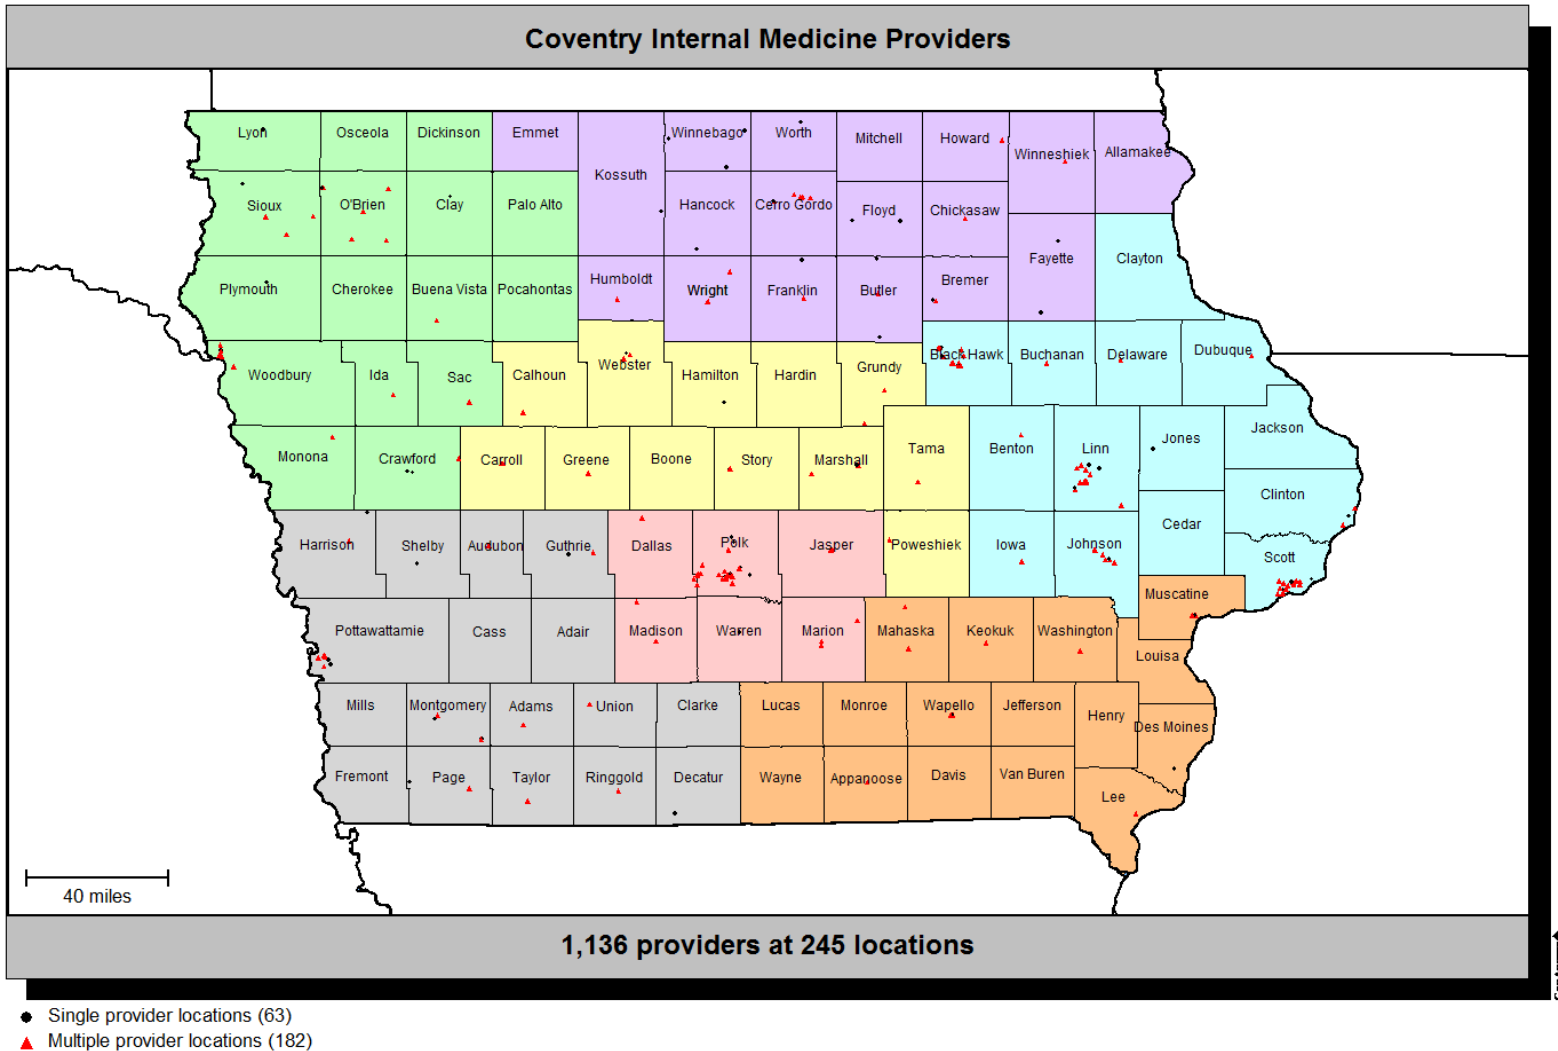 Coventry Internal Medicine Providers
Lyon Osceola Dickinson Emmet Winnebago Worth Mitchell Howard Winneshiek Allamakee
Kossuth
Sioux O'Brien Clay Palo Alto Hancock Cerro Gordo Floyd Chickasaw
Fayette Clayton
Plymouth Cherokee Buena Vista Pocahontas Humboldt Wright Franklin Butler Bremer
Woodbury Ida Sac Calhoun Webster Hamilton Hardin Grundy Black Hawk Buchanan Delaware Dubuque
Monona Crawford Carroll Greene Boone Story Marshall Tama Benton Linn Jones Jackson
Clinton
Harrison Shelby Audubon Guthrie Dallas Polk Jasper Poweshiek Iowa Johnson Cedar Scott
Muscatine
Pottawattamie Cass Adair Madison Warren Marion Mahaska Keokuk Washington
Louisa
Mills Montgomery Adams Union Clarke Lucas Monroe Wapello Jefferson Henry Des Moines
Fremont Page Taylor Ringgold Decatur Wayne Appanoose Davis Van Buren
Lee
40 miles
1,136 providers at 245 locations
Single provider locations (63)
Multiple provider locations (182)